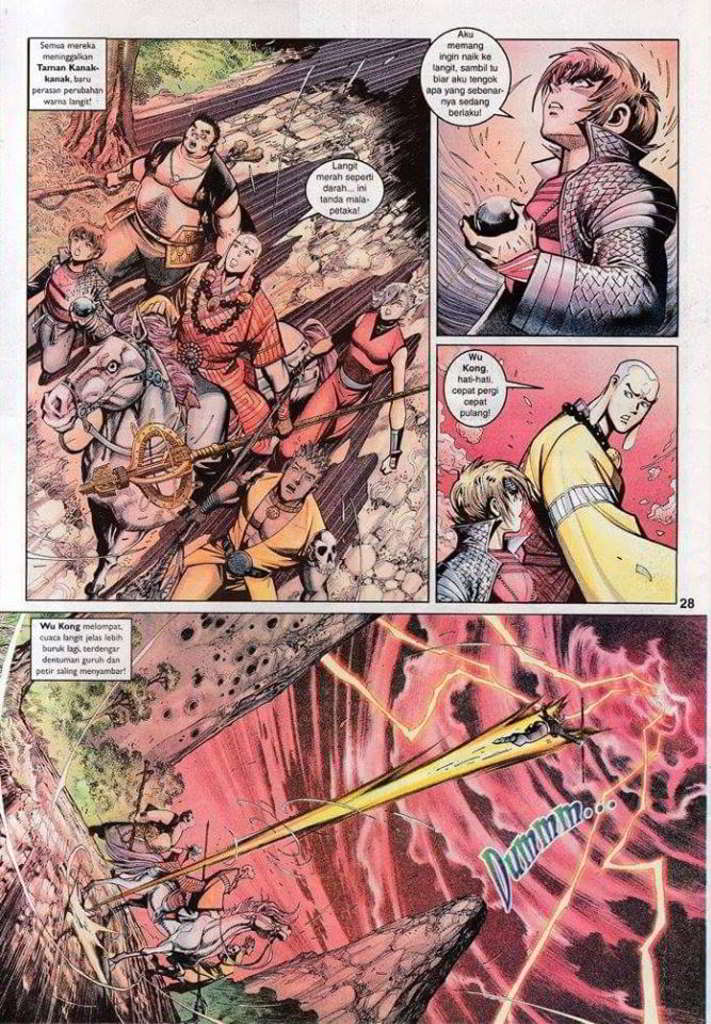 Semua mereka
meninggalkan
Taman Kanak-
kanak, baru
perasan perubahan
warna langit!
Langit
merah seperti
darah... ini
tanda mala-
petaka!
Aku
memang
ingin naik ke
langit, sambil tu
biar aku tengok
apa yang sebenar-
nya sedang
berlaku!
Wu
Kong,
hati-hati,
cepat pergi
cepat
pulang!
28
Wu Kong melompat,
cuaca langit jelas lebih
buruk lagi, terdengar
dentuman guruh dan
petir saling menyambar!
Dummm...